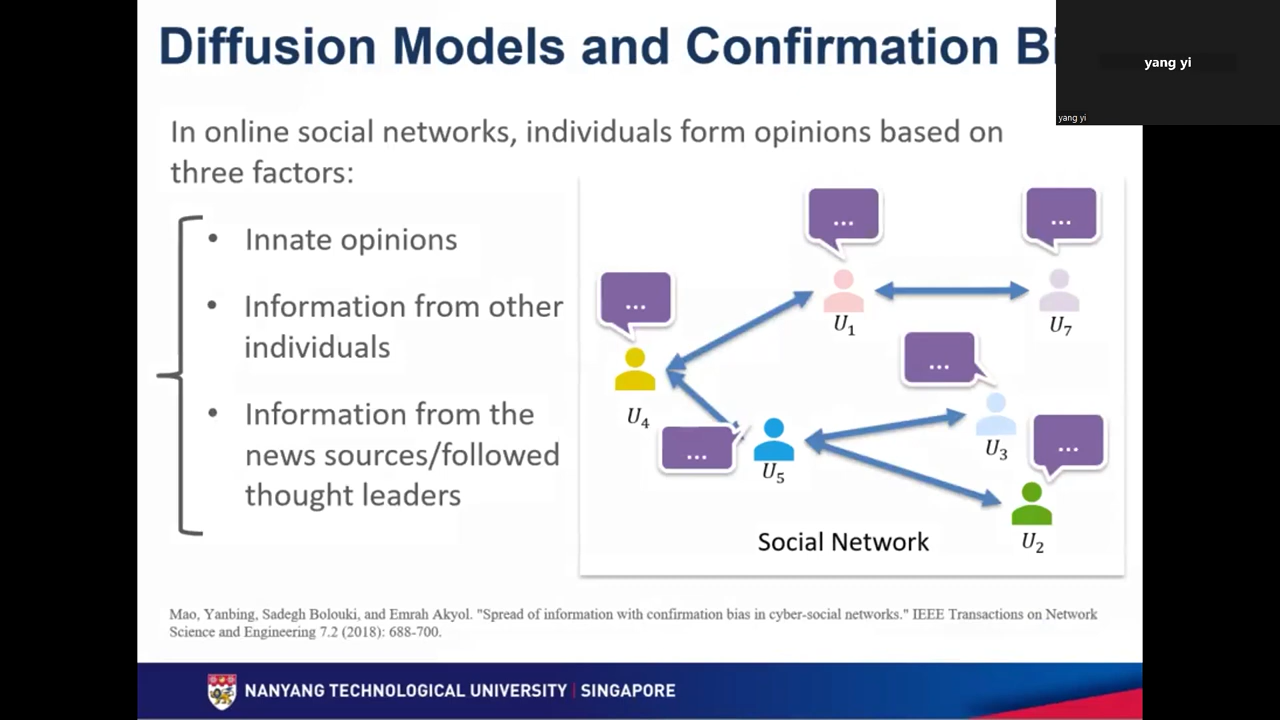 Diffusion Models and Confirmation
yang yi
yang yi
In online social networks, individuals form opinions based on
three factors:
• Innate opinions
• Information from other
individuals
• Information from the
news sources/followed
thought leaders
...
...
...
...
...
...
U1
U7
U4
U3
U5
U2
Social Network
Mao, Yanbing, Sadegh Bolouki, and Emrah Akyol. "Spread of information with confirmation bias in cyber-social networks." IEEE Transactions on Network
Science and Engineering 7.2 (2018): 688-700.
NANYANG TECHNOLOGICAL UNIVERSITY | SINGAPORE